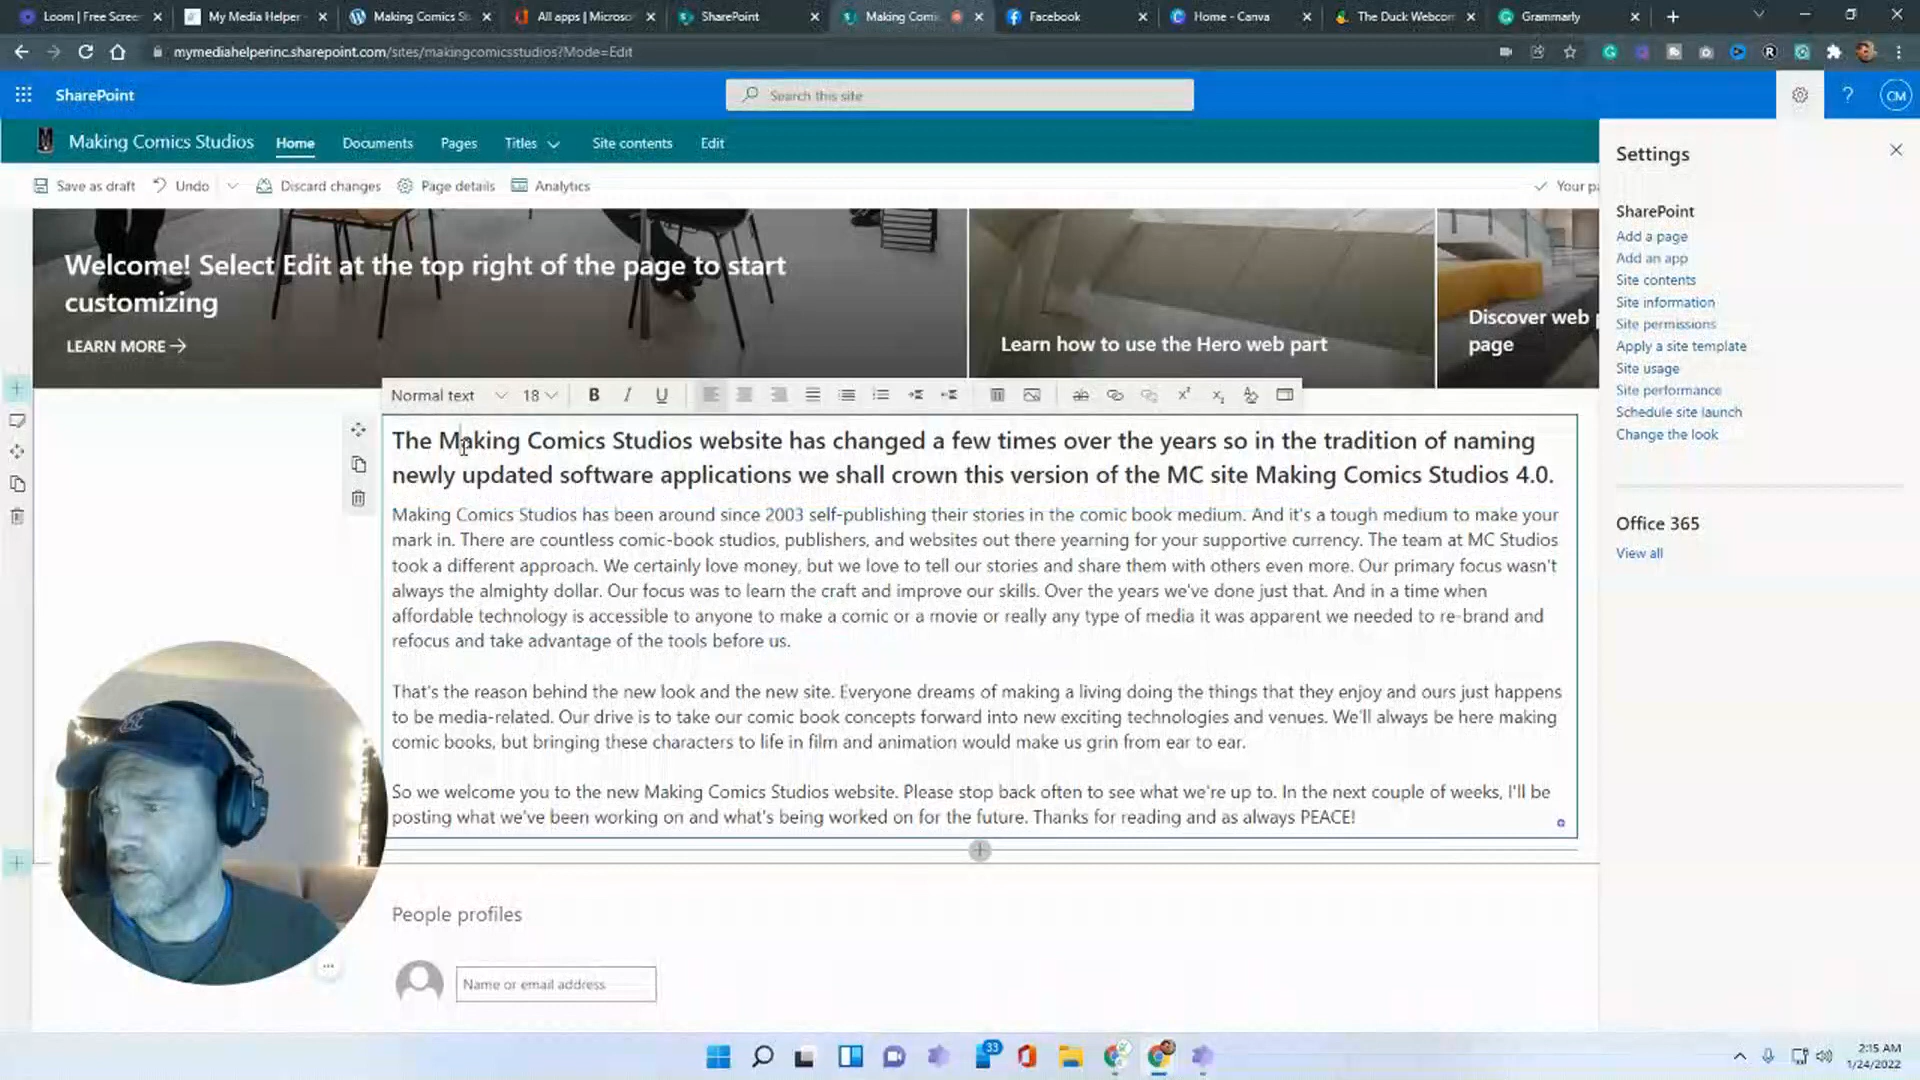 Loom | Free Scree
My Media Helper -
Making Comics St
All apps | Microso
SharePoint
Making Comi
Facebook
Home - Canva
The Duck Webcom
Grammarly
mymediahelperinc.sharepoint.com/sites/makingcomicsstudios?Mode=Edit
SharePoint
Search this site
?
CM
Making Comics Studios
Home
Documents
Pages
Titles
Site contents
Edit
Save as draft
Undo
Discard changes
Page details
Analytics
Your pa
Welcome! Select Edit at the top right of the page to start
customizing
LEARN MORE →
Learn how to use the Hero web part
Discover web p
page
Normal text
18
B
I
U
The Making Comics Studios website has changed a few times over the years so in the tradition of naming
newly updated software applications we shall crown this version of the MC site Making Comics Studios 4.0.
Making Comics Studios has been around since 2003 self-publishing their stories in the comic book medium. And it's a tough medium to make your
mark in. There are countless comic-book studios, publishers, and websites out there yearning for your supportive currency. The team at MC Studios
took a different approach. We certainly love money, but we love to tell our stories and share them with others even more. Our primary focus wasn't
always the almighty dollar. Our focus was to learn the craft and improve our skills. Over the years we've done just that. And in a time when
affordable technology is accessible to anyone to make a comic or a movie or really any type of media it was apparent we needed to re-brand and
refocus and take advantage of the tools before us.
That's the reason behind the new look and the new site. Everyone dreams of making a living doing the things that they enjoy and ours just happens
to be media-related. Our drive is to take our comic book concepts forward into new exciting technologies and venues. We'll always be here making
comic books, but bringing these characters to life in film and animation would make us grin from ear to ear.
So we welcome you to the new Making Comics Studios website. Please stop back often to see what we're up to. In the next couple of weeks, I'll be
posting what we've been working on and what's being worked on for the future. Thanks for reading and as always PEACE!
People profiles
Name or email address
Settings
SharePoint
Add a page
Add an app
Site contents
Site information
Site permissions
Apply a site template
Site usage
Site performance
Schedule site launch
Change the look
Office 365
View all
33
2:15 AM
1/24/2022